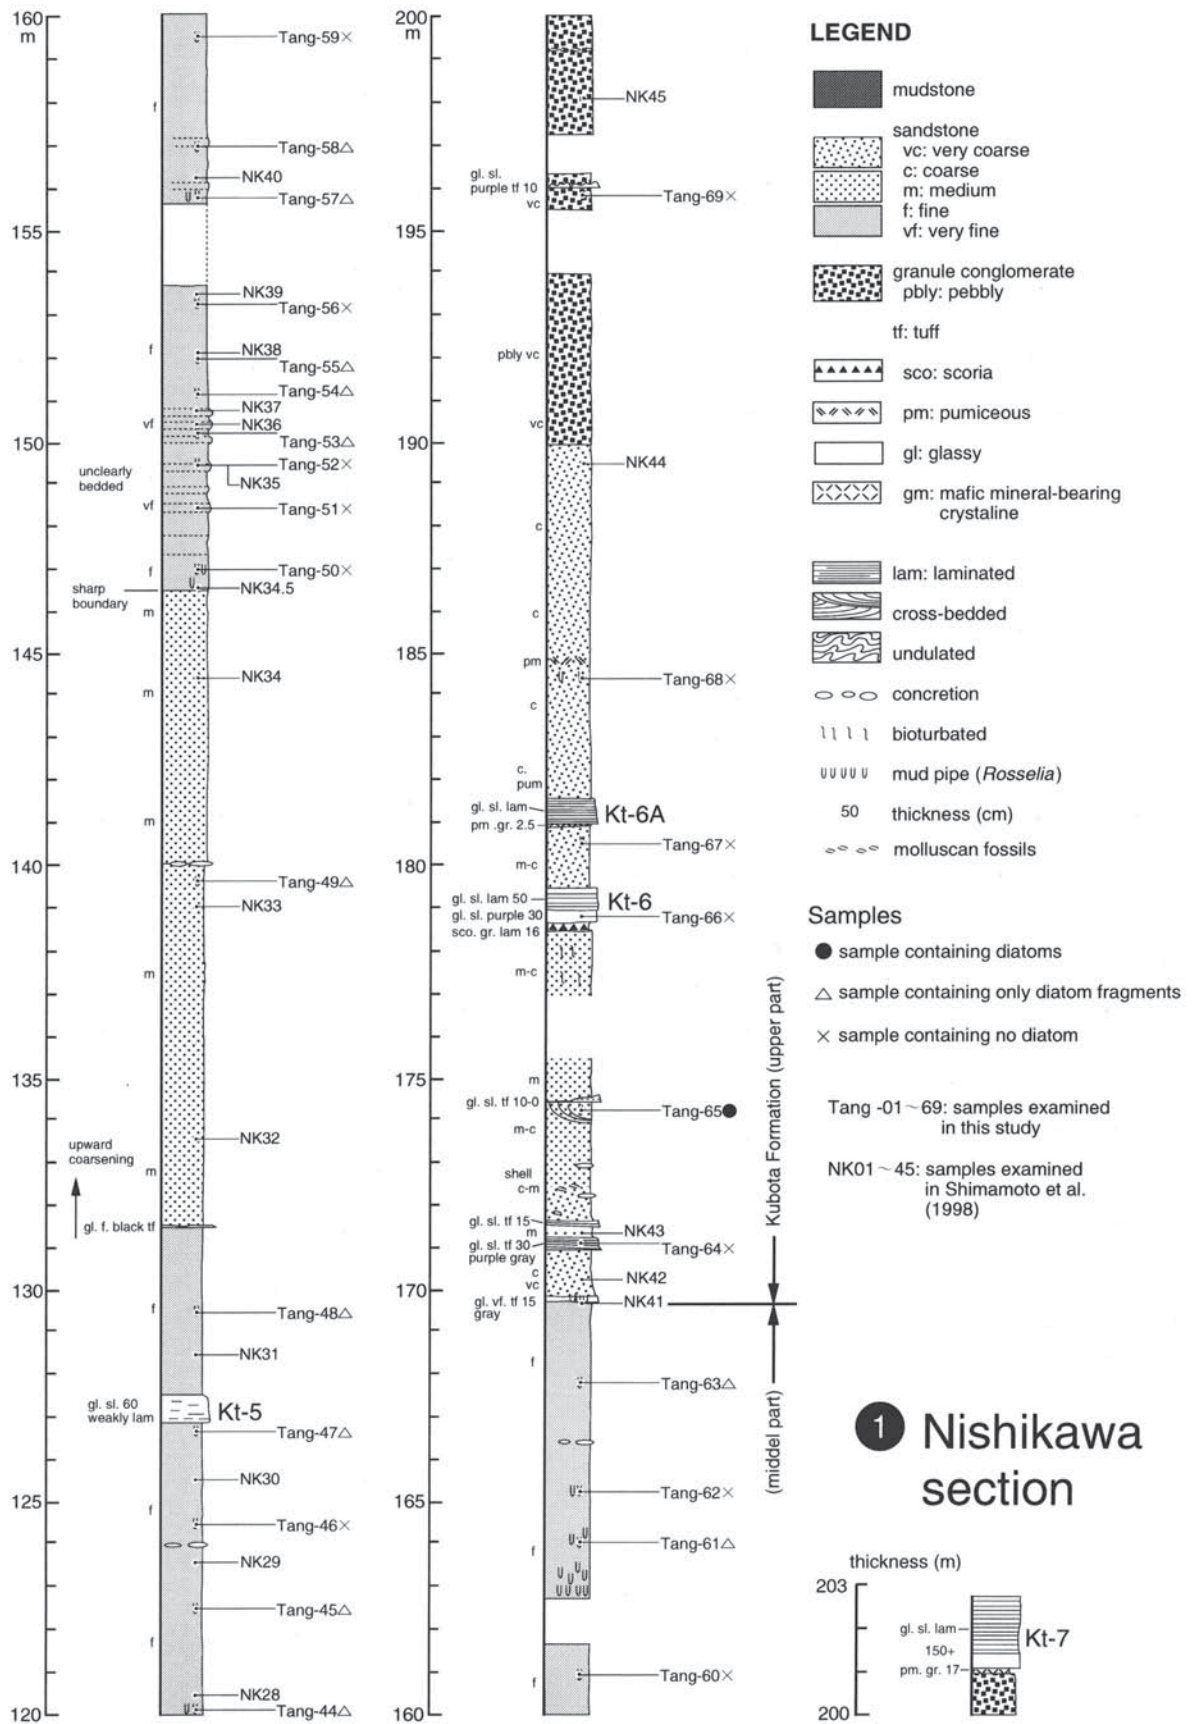 160
m
Tang-59×
f
Tang-58△
NK40
Tang-57△
155
NK39
Tang-56×
f
NK38
Tang-55△
Tang-54△
NK37
vf
NK36
150
Tang-53△
unclearly
bedded
Tang-52×
NK35
vf
Tang-51×
f
Tang-50×
sharp
boundary
NK34.5
m
145
NK34
m
m
140
Tang-49△
NK33
m
135
upward
coarsening
NK32
m
gl. f. black tf
130
f
Tang-48△
NK31
gl. sl. 60
weakly lam
Kt-5
Tang-47△
NK30
125
f
Tang-46×
NK29
Tang-45△
f
NK28
120
Tang-44△
200
m
NK45
gl. sl.
purple tf 10
vc
Tang-69×
195
pbly vc
vc
190
NK44
c
c
185
pm
Tang-68×
c
c.
pum
gl. sl. lam
pm .gr. 2.5
Kt-6A
Tang-67×
180
m-c
gl. sl. lam 50
Kt-6
gl. sl. purple 30
Tang-66×
sco. gr. lam 16
m-c
175
m
gl. sl. tf 10-0
Tang-65●
m-c
shell
c-m
gl. sl. tf 15
m
NK43
gl. sl. tf 30
purple gray
Tang-64×
c
vc
NK42
170
gl. vf. tf 15
gray
NK41
f
Tang-63△
165
Tang-62×
Tang-61△
f
Tang-60×
f
160
Kubota Formation (upper part)
(middel part)
LEGEND
mudstone
sandstone
vc: very coarse
c: coarse
m: medium
f: fine
vf: very fine
granule conglomerate
pbly: pebbly
tf: tuff
sco: scoria
pm: pumiceous
gl: glassy
gm: mafic mineral-bearing
crystaline
lam: laminated
cross-bedded
undulated
concretion
bioturbated
mud pipe (Rosselia)
50 thickness (cm)
molluscan fossils
Samples
● sample containing diatoms
△ sample containing only diatom fragments
× sample containing no diatom
Tang -01~69: samples examined
in this study
NK01~45: samples examined
in Shimamoto et al.
(1998)
1 Nishikawa
section
thickness (m)
203
gl. sl. lam
150+
Kt-7
pm. gr. 17
200